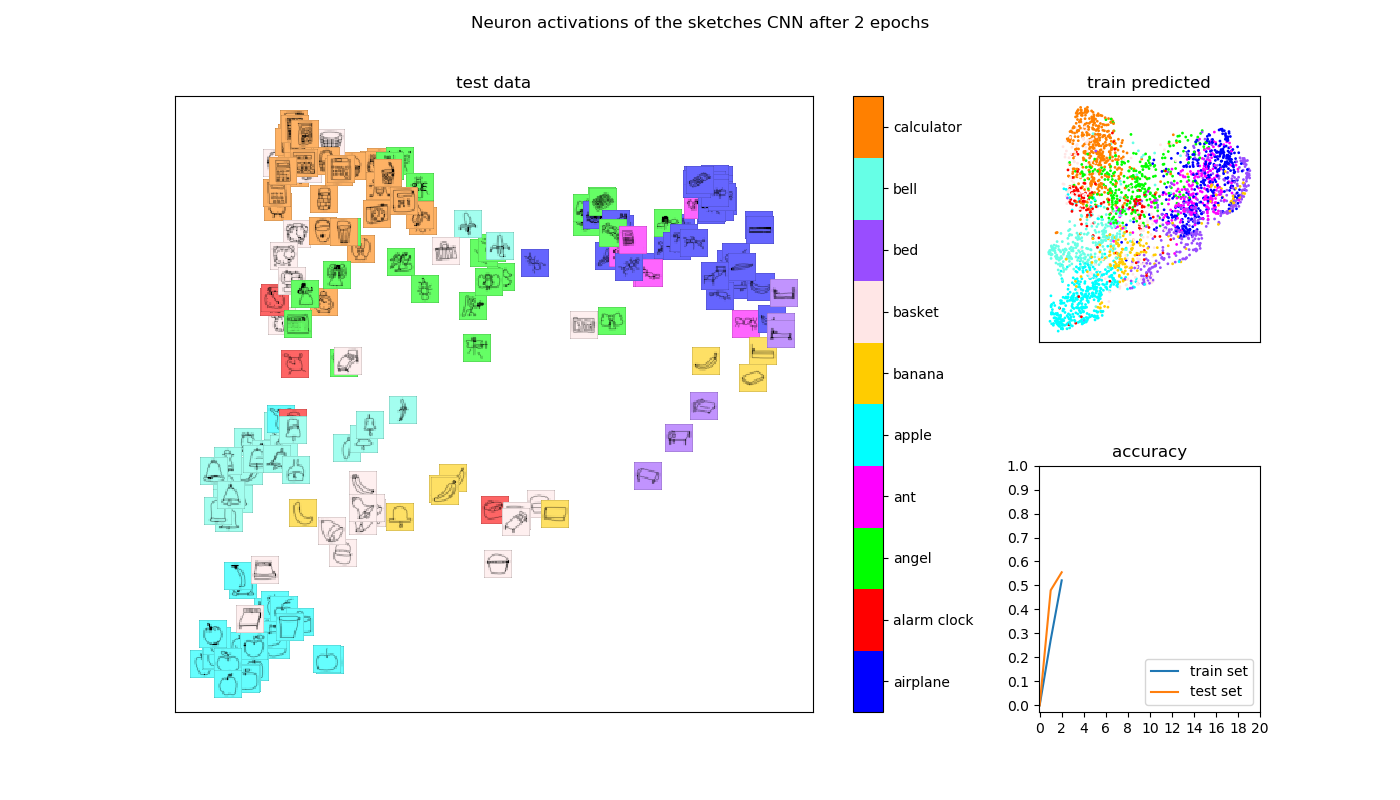 Neuron activations of the sketches CNN after 2 epochs
test data
calculator
bell
bed
basket
banana
apple
ant
angel
alarm clock
airplane
train predicted
accuracy
1.0
0.9
0.8
0.7
0.6
0.5
0.4
0.3
0.2
0.1
0.0
train set
test set
0 2 4 6 8 10 12 14 16 18 20